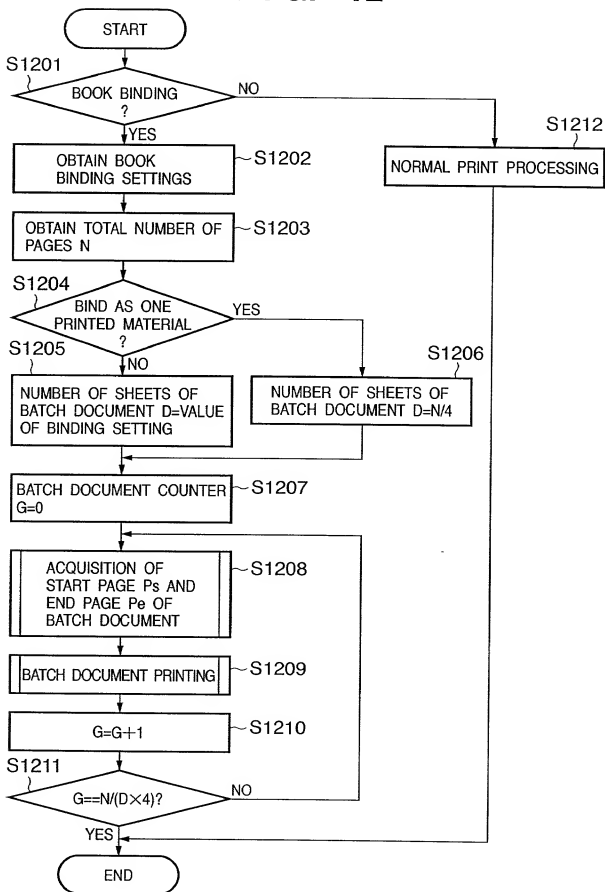 START
S1201
BOOK BINDING
?
NO
YES
S1212
NORMAL PRINT PROCESSING
OBTAIN BOOK
BINDING SETTINGS
S1202
OBTAIN TOTAL NUMBER OF
PAGES N
S1203
S1204
BIND AS ONE
PRINTED MATERIAL
?
YES
NO
S1205
NUMBER OF SHEETS OF
BATCH DOCUMENT D=VALUE
OF BINDING SETTING
S1206
NUMBER OF SHEETS OF
BATCH DOCUMENT D=N/4
BATCH DOCUMENT COUNTER
G=0
S1207
ACQUISITION OF
START PAGE Ps AND
END PAGE Pe OF
BATCH DOCUMENT
S1208
BATCH DOCUMENT PRINTING
S1209
G=G+1
S1210
S1211
G==N/(D×4)?
NO
YES
END